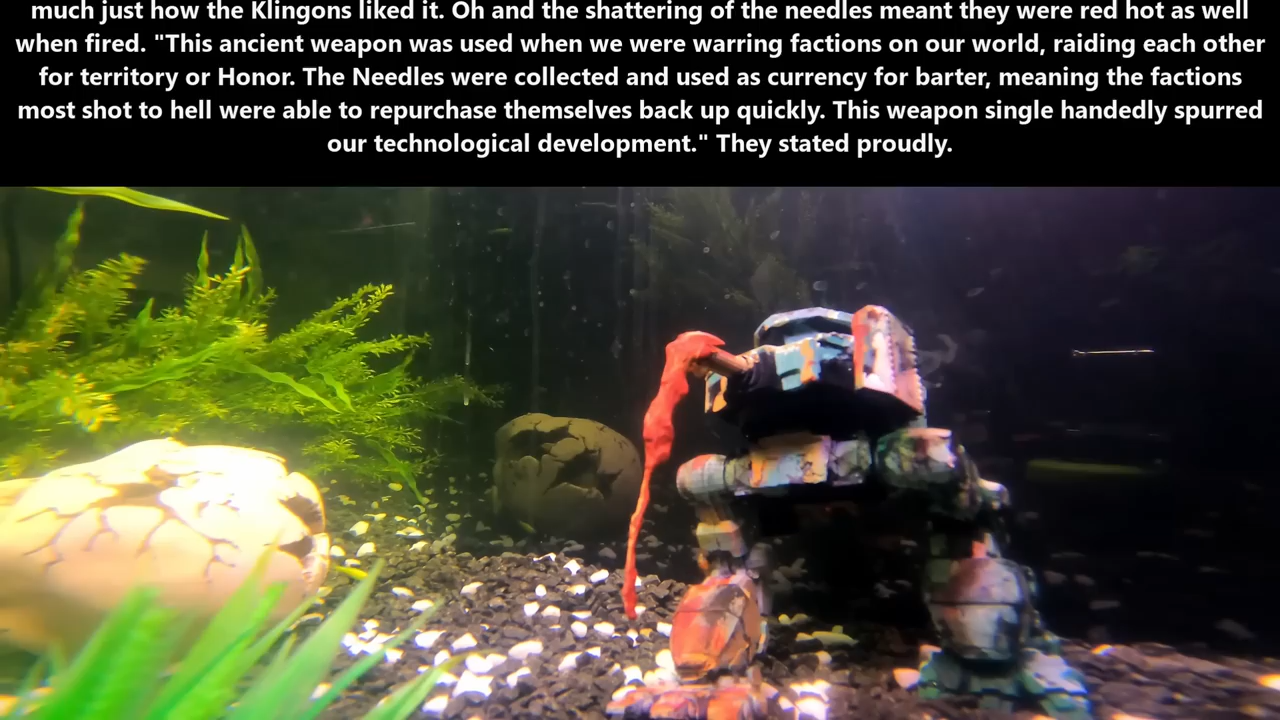 much just how the Klingons liked it. Oh and the shattering of the needles meant they were red hot as well
when fired. "This ancient weapon was used when we were warring factions on our world, raiding each other
for territory or Honor. The Needles were collected and used as currency for barter, meaning the factions
most shot to hell were able to repurchase themselves back up quickly. This weapon single handedly spurred
our technological development." They stated proudly.